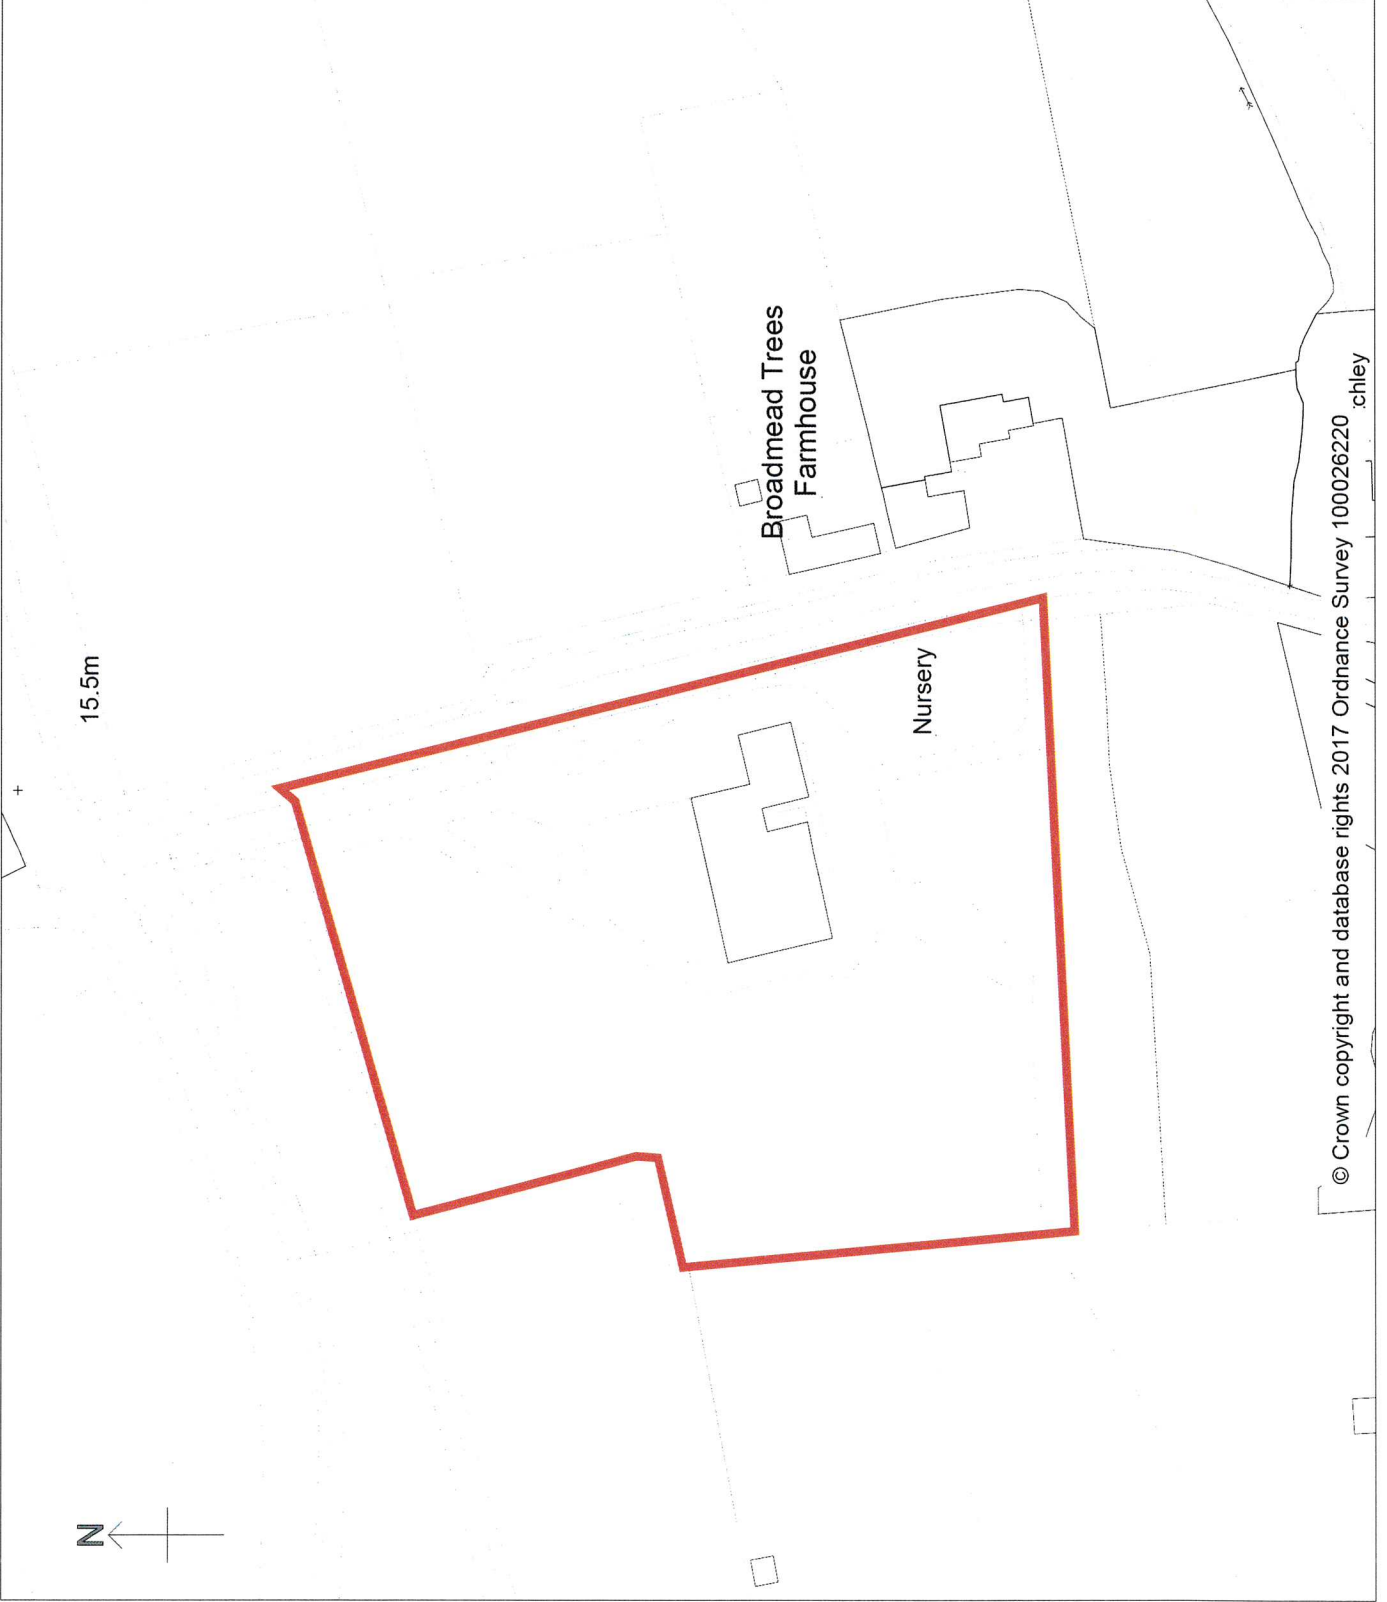 N
15.5m
Broadmead Trees
Farmhouse
Nursery
© Crown copyright and database rights 2017 Ordnance Survey 100026220
chley